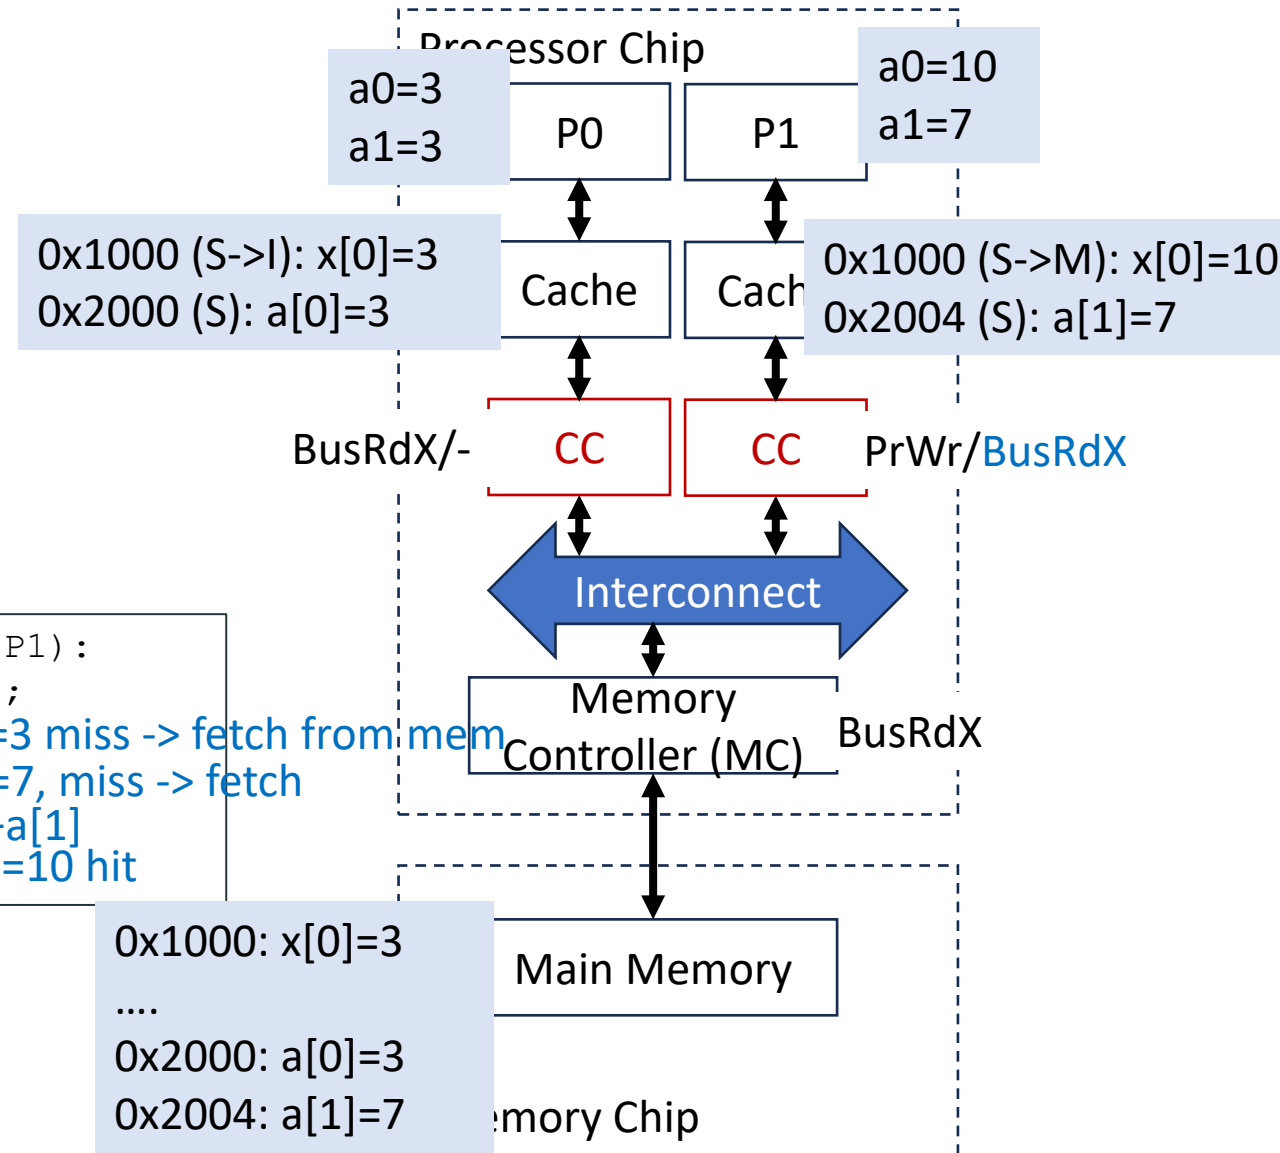 Processor Chip
a0=3
a1=3
P0
P1
a0=10
a1=7
0x1000 (S->I): x[0]=3
0x2000 (S): a[0]=3
Cache
Cach
0x1000 (S->M): x[0]=10
0x2004 (S): a[1]=7
BusRdX/-
CC
CC
PrWr/BusRdX
Interconnect
P1):
;
=3 miss -> fetch from mem
=7, miss -> fetch
a[1]
=10 hit
Memory
Controller (MC)
BusRdX
0x1000: x[0]=3
....
0x2000: a[0]=3
0x2004: a[1]=7
Main Memory
emory Chip